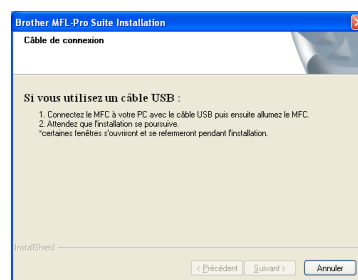 Brother MFL-Pro Suite Installation
Câble de connexion
Si vous utilisez un câble USB :
1. Connectez le MFC à votre PC avec le câble USB puis ensuite allumez le MFC.
2. Attendez que l'installation se poursuive.
*certaines fenêtres s'ouvriront et se refermeront pendant l'installation.
InstallShield
< Précédent Suivant > Annuler